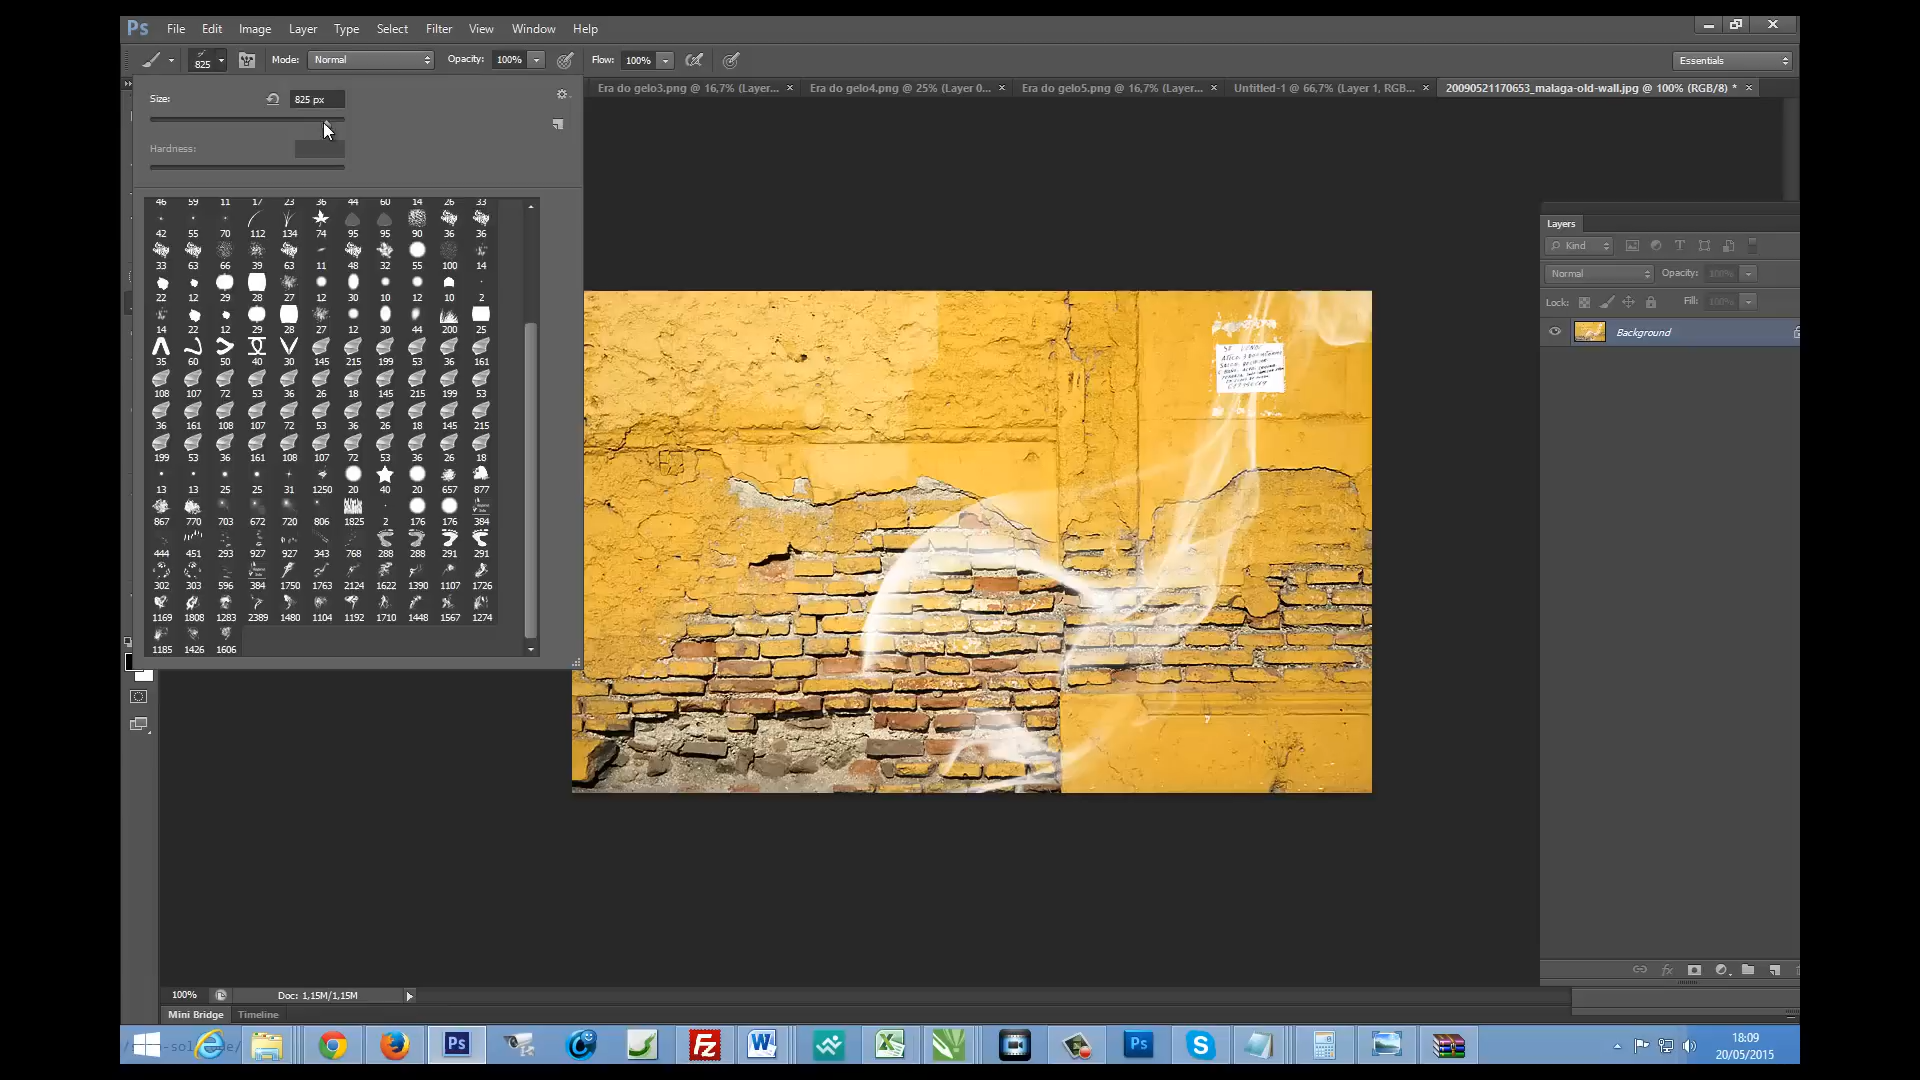 Ps File Edit Image Layer Type Select Filter View Window Help
825 Mode: Normal Opacity: 100% Flow: 100% Essentials
Era do gelo3.png @ 16,7% (Layer... × Era do gelo4.png @ 25% (Layer 0... × Era do gelo5.png @ 16,7% (Layer... × Untitled-1 @ 66,7% (Layer 1, RGB... × 20090521170653_malaga-old-wall.jpg @ 100% (RGB/8) * ×
Size: 825 px
Hardness:
46 59 11 17 23 36 44 60 14 26 33
42 55 70 112 134 74 95 95 90 36 36
33 63 66 39 63 11 48 32 55 100 14
22 12 29 28 27 12 30 10 12 10 2
14 22 12 29 28 27 12 30 44 200 25
35 60 50 40 30 145 215 199 53 36 161
108 107 72 53 36 26 18 145 215 199 53
36 161 108 107 72 53 36 26 18 145 215
199 53 36 161 108 107 72 53 36 26 18
13 13 25 25 31 1250 20 40 20 657 877
867 770 703 672 720 806 1825 2 176 176 384
444 451 293 927 927 343 768 288 288 291 291
302 303 596 384 1750 1763 2124 1622 1390 1107 1726
1169 1808 1283 2389 1480 1104 1192 1710 1448 1567 1274
1185 1426 1606
Layers
Kind
Normal Opacity: 100%
Lock: Fill: 100%
Background
100% Doc: 1,15M/1,15M
Mini Bridge Timeline
18:09
20/05/2015